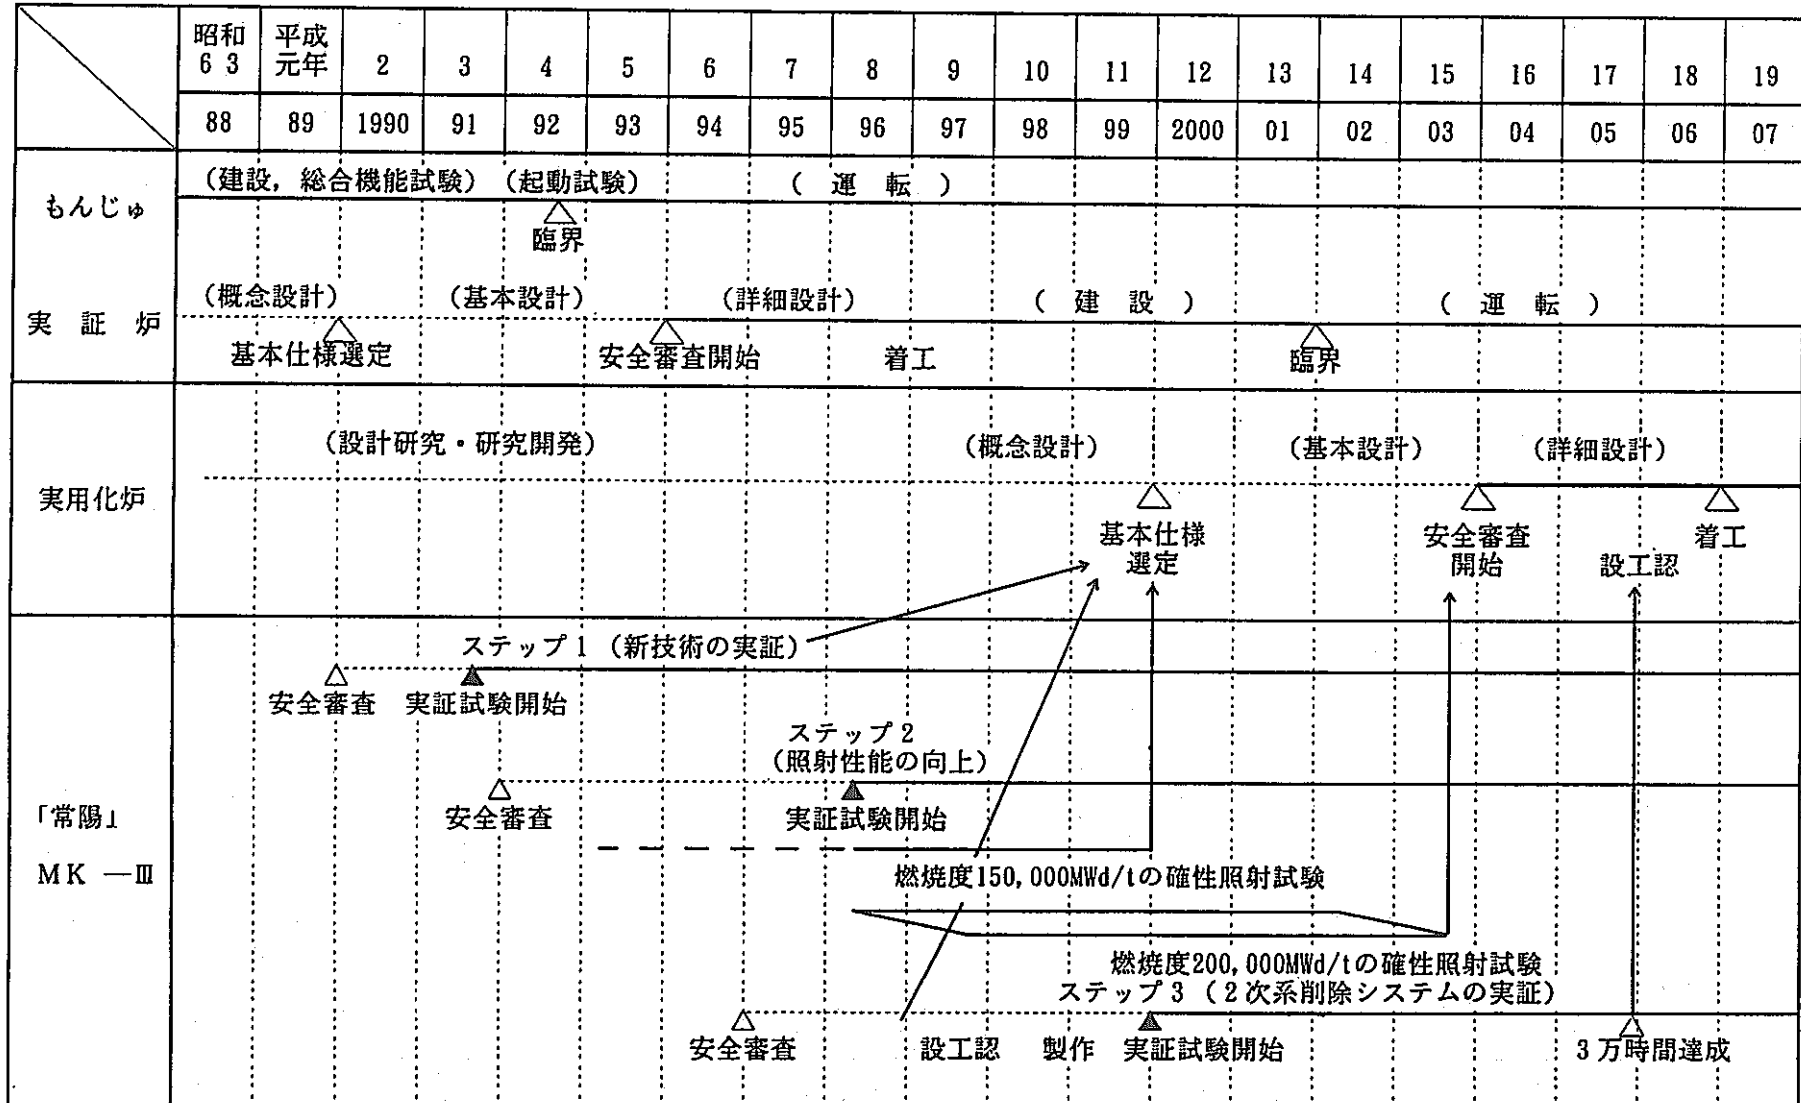 昭和 平成
63 元年 2 3 4 5 6 7 8 9 10 11 12 13 14 15 16 17 18 19
88 89 1990 91 92 93 94 95 96 97 98 99 2000 01 02 03 04 05 06 07
もんじゅ
(建設, 総合機能試験) (起動試験) ( 運 転 )
臨界
実 証 炉
(概念設計) (基本設計) (詳細設計) ( 建 設 ) ( 運 転 )
基本仕様選定 安全審査開始 着工 臨界
実用化炉
(設計研究・研究開発) (概念設計) (基本設計) (詳細設計)
基本仕様
選定
安全審査
開始
設工認
着工
「常陽」
MK-Ⅲ
ステップ1 (新技術の実証)
安全審査 実証試験開始
ステップ2
(照射性能の向上)
安全審査 実証試験開始
燃焼度150,000MWd/tの確性照射試験
燃焼度200,000MWd/tの確性照射試験
ステップ3 (2次系削除システムの実証)
安全審査 設工認 製作 実証試験開始 3万時間達成